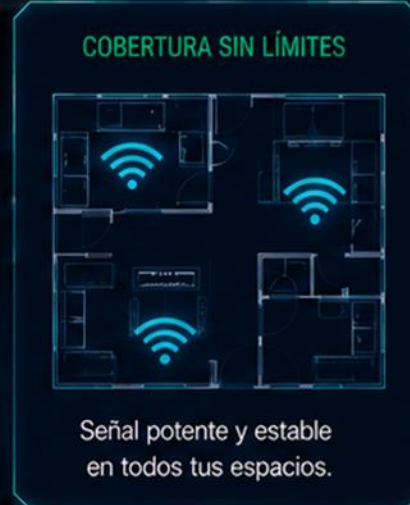 COBERTURA SIN LÍMITES
Señal potente y estable
en todos tus espacios.